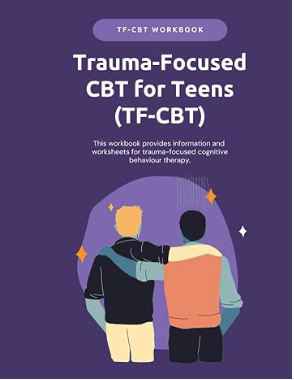 TF-CBT WORKBOOK
Trauma-Focused
CBT for Teens
(TF-CBT)
This workbook provides information and
worksheets for trauma-focused cognitive
behaviour therapy.